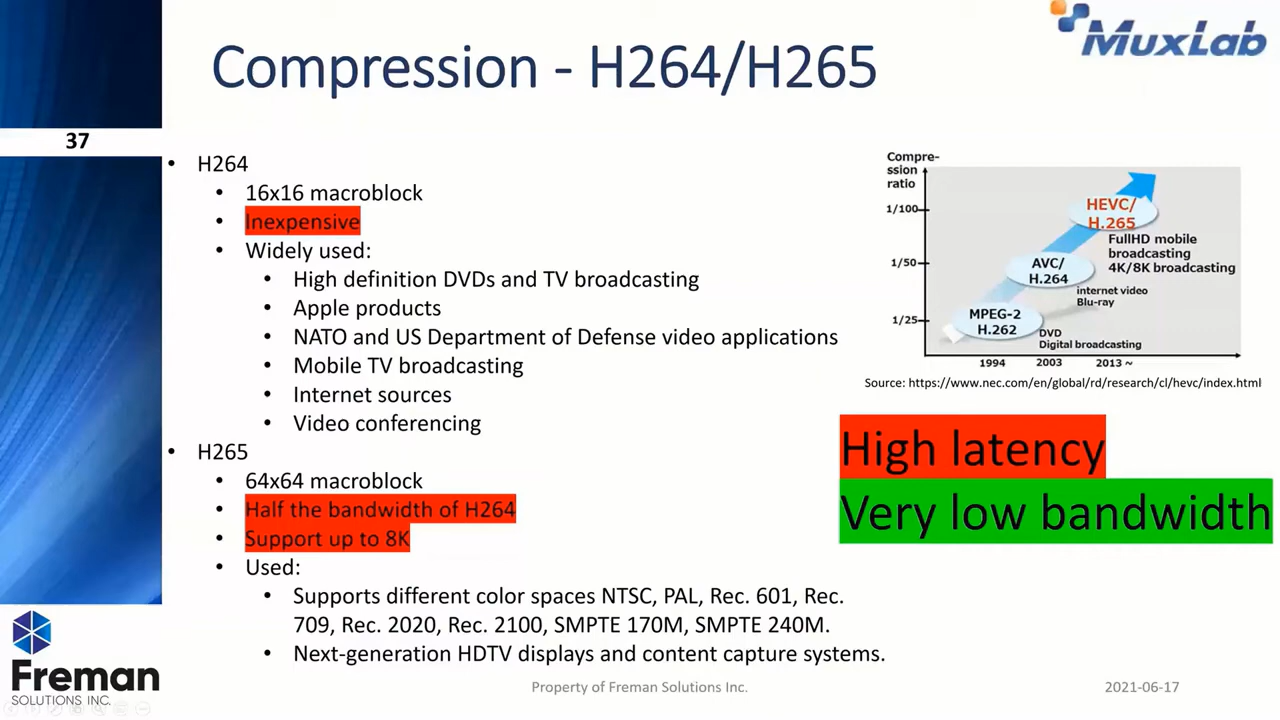 MUXLAB
Compression - H264/H265
37
• H264
• 16x16 macroblock
• Inexpensive
• Widely used:
• High definition DVDs and TV broadcasting
• Apple products
• NATO and US Department of Defense video applications
• Mobile TV broadcasting
• Internet sources
• Video conferencing
• H265
• 64x64 macroblock
• Half the bandwidth of H264
• Support up to 8K
• Used:
• Supports different color spaces NTSC, PAL, Rec. 601, Rec.
709, Rec. 2020, Rec. 2100, SMPTE 170M, SMPTE 240M.
• Next-generation HDTV displays and content capture systems.
Compre-
ssion
ratio
1/100
HEVC/
H.265
FullHD mobile
broadcasting
4K/8K broadcasting
1/50
AVC/
H.264
internet video
Blu-ray
1/25
MPEG-2
H.262
DVD
Digital broadcasting
1994 2003 2013 ~
Source: https://www.nec.com/en/global/rd/research/cl/hevc/index.html
High latency
Very low bandwidth
Freman
SOLUTIONS INC.
Property of Freman Solutions Inc.
2021-06-17